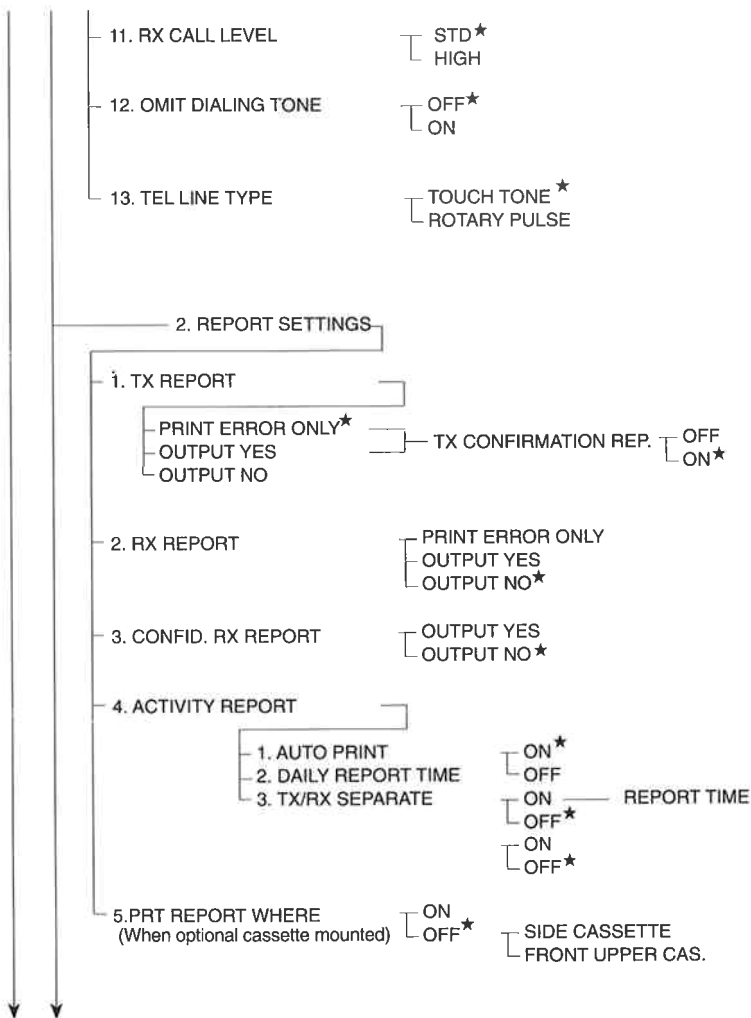 11. RX CALL LEVEL STD★
HIGH
12. OMIT DIALING TONE OFF★
ON
13. TEL LINE TYPE TOUCH TONE★
ROTARY PULSE
2. REPORT SETTINGS
1. TX REPORT
PRINT ERROR ONLY★
OUTPUT YES
OUTPUT NO
TX CONFIRMATION REP. OFF
ON★
2. RX REPORT PRINT ERROR ONLY
OUTPUT YES
OUTPUT NO★
3. CONFID. RX REPORT OUTPUT YES
OUTPUT NO★
4. ACTIVITY REPORT
1. AUTO PRINT ON★
2. DAILY REPORT TIME OFF
3. TX/RX SEPARATE ON REPORT TIME
OFF★
ON
OFF★
5.PRT REPORT WHERE ON
(When optional cassette mounted) OFF★ SIDE CASSETTE
FRONT UPPER CAS.